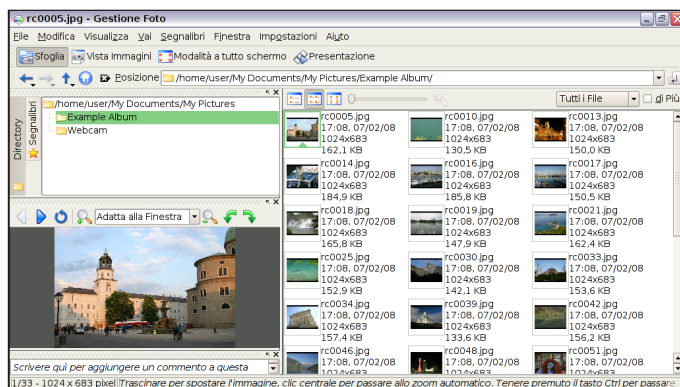 rc0005.jpg - Gestione Foto
File Modifica Visualizza Vai Segnalibri Finestra Impostazioni Aiuto
Sfoglia Vista Immagini Modalità a tutto schermo Presentazione
Posizione /home/user/My Documents/My Pictures/Example Album/
Directory
Segnalibri
/home/user/My Documents/My Pictures
Example Album
Webcam
Tutti i File di Più
rc0005.jpg
17:08, 07/02/08
1024x683
162,1 KB
rc0010.jpg
17:08, 07/02/08
1024x683
130,5 KB
rc0013.jpg
17:08, 07/02/08
1024x683
150,0 KB
rc0014.jpg
17:08, 07/02/08
1024x683
184,9 KB
rc0016.jpg
17:08, 07/02/08
1024x683
185,8 KB
rc0017.jpg
17:08, 07/02/08
1024x683
150,5 KB
rc0018.jpg
17:08, 07/02/08
1024x683
165,8 KB
rc0019.jpg
17:08, 07/02/08
1024x683
147,9 KB
rc0021.jpg
17:08, 07/02/08
1024x683
162,4 KB
rc0025.jpg
17:08, 07/02/08
1024x683
152,9 KB
rc0030.jpg
17:08, 07/02/08
1024x683
142,1 KB
rc0033.jpg
17:08, 07/02/08
1024x683
153,6 KB
rc0034.jpg
17:08, 07/02/08
1024x683
157,4 KB
rc0039.jpg
17:08, 07/02/08
1024x683
133,6 KB
rc0042.jpg
17:08, 07/02/08
1024x683
156,2 KB
rc0046.jpg
17:08, 07/02/08
1024x683
rc0048.jpg
17:08, 07/02/08
1024x683
rc0051.jpg
17:08, 07/02/08
1024x683
Adatta alla Finestra
Scrivere quì per aggiungere un commento a questa
1/33 - 1024 x 683 pixel Trascinare per spostare l'immagine, clic centrale per passare allo zoom automatico. Tenere premuto il tasto Ctrl per passare